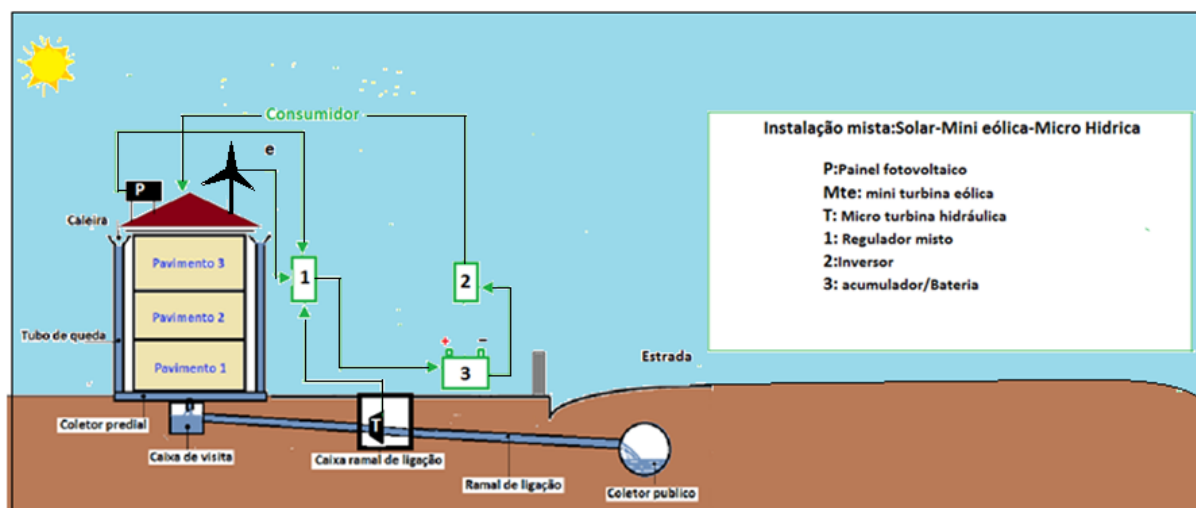 Consumidor
e
P
Caleira
Pavimento 3
Pavimento 2
Pavimento 1
Tubo de queda
1
2
+ -
3
Estrada
Coletor predial
Caixa de visita
T
Caixa ramal de ligação
Ramal de ligação
Coletor publico
Instalação mista:Solar-Mini eólica-Micro Hidrica
P:Painel fotovoltaico
Mte: mini turbina eólica
T: Micro turbina hidráulica
1: Regulador misto
2:Inversor
3: acumulador/Bateria